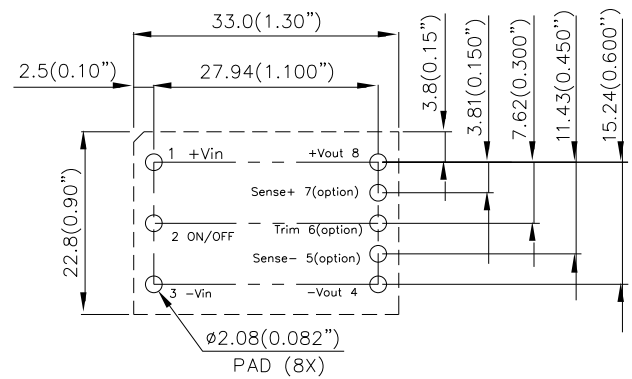 33.0(1.30”)
2.5(0.10”)
27.94(1.100”)
3.8(0.15”)
3.81(0.150”)
7.62(0.300”)
11.43(0.450”)
15.24(0.600”)
22.8(0.90”)
1 +Vin
+Vout 8
Sense+ 7(option)
2 ON/OFF
Trim 6(option)
Sense- 5(option)
3 -Vin
-Vout 4
ø2.08(0.082”)
PAD (8X)